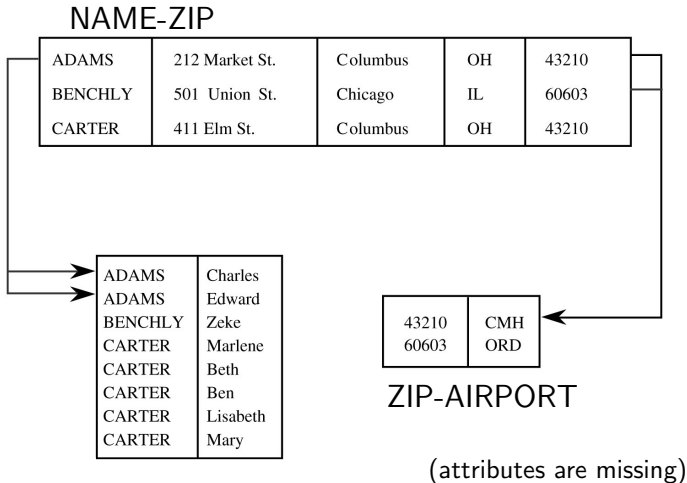 NAME-ZIP
ADAMS 212 Market St. Columbus OH 43210
BENCHLY 501 Union St. Chicago IL 60603
CARTER 411 Elm St. Columbus OH 43210
ADAMS Charles
ADAMS Edward
BENCHLY Zeke
CARTER Marlene
CARTER Beth
CARTER Ben
CARTER Lisabeth
CARTER Mary
43210 CMH
60603 ORD
ZIP-AIRPORT
(attributes are missing)